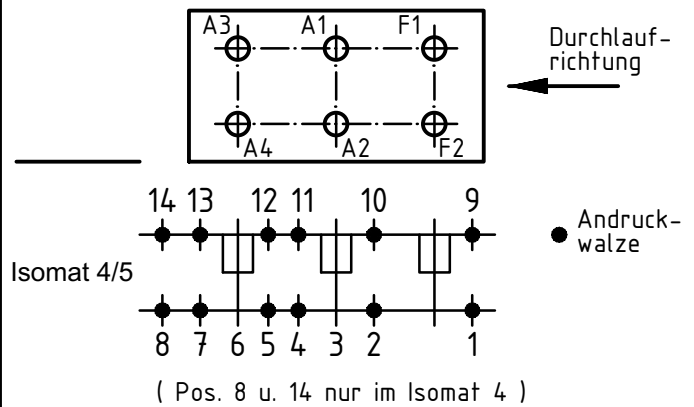 A3 A1 F1
Durchlauf-
richtung
A4 A2 F2
14 13 12 11 10 9
Andruck-
walze
Isomat 4/5
8 7 6 5 4 3 2 1
( Pos. 8 u. 14 nur im Isomat 4 )